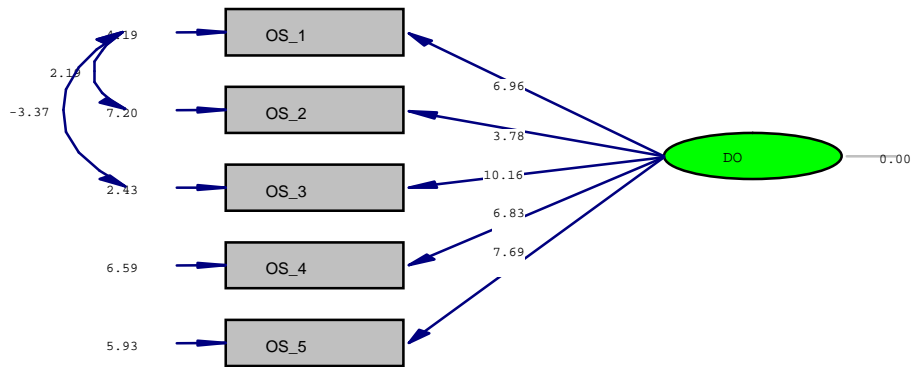 4.19 OS_1
2.19
6.96
-3.37 7.20 OS_2
3.78
DO 0.00
10.16
2.43 OS_3
6.83
7.69
6.59 OS_4
5.93 OS_5